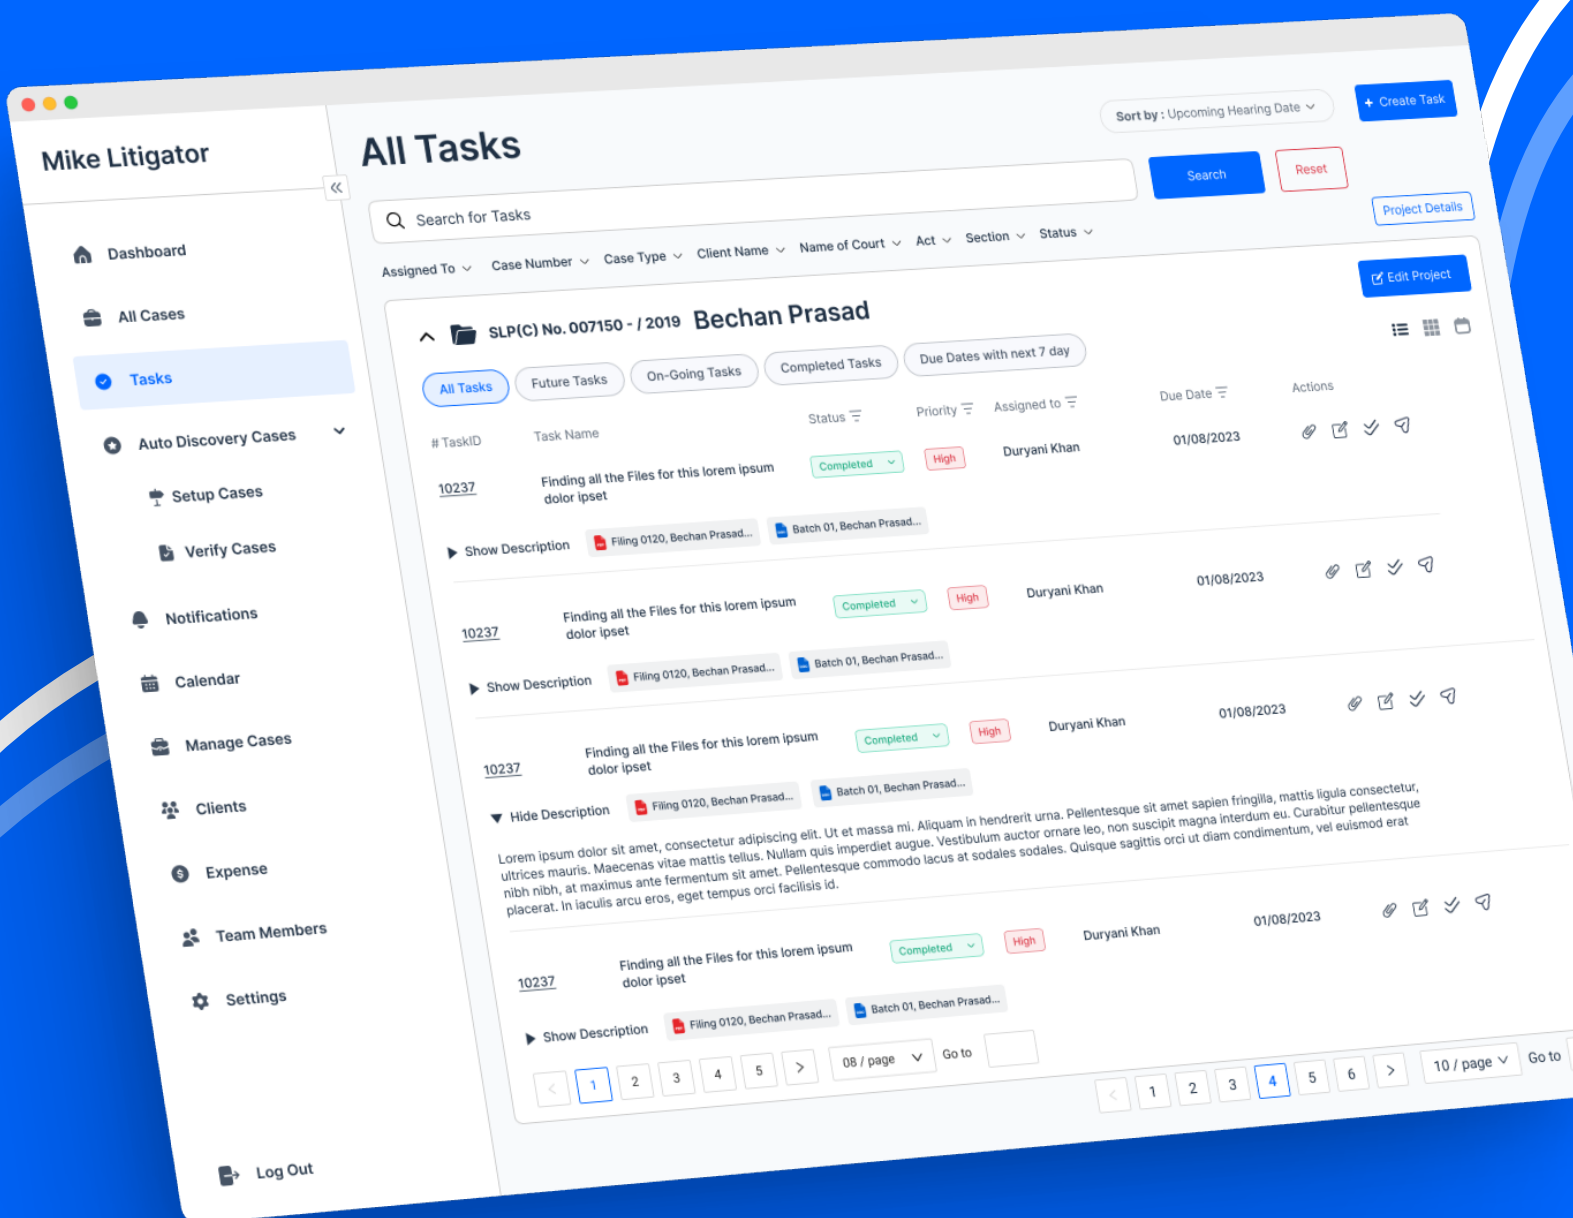 Mike Litigator
Dashboard
All Cases
Tasks
Auto Discovery Cases
Setup Cases
Verify Cases
Notifications
Calendar
Manage Cases
Clients
Expense
Team Members
Settings
Log Out
All Tasks
Sort by : Upcoming Hearing Date
+ Create Task
Search for Tasks
Search
Reset
Project Details
Assigned To Case Number Case Type Client Name Name of Court Act Section Status
SLP(C) No. 007150 - / 2019 Bechan Prasad
Edit Project
All Tasks Future Tasks On-Going Tasks Completed Tasks Due Dates with next 7 day
# TaskID Task Name Status Priority Assigned to Due Date Actions
10237 Finding all the Files for this lorem ipsum Completed High Duryani Khan 01/08/2023
dolor ipset
Show Description Filing 0120, Bechan Prasad... Batch 01, Bechan Prasad...
10237 Finding all the Files for this lorem ipsum Completed High Duryani Khan 01/08/2023
dolor ipset
Show Description Filing 0120, Bechan Prasad... Batch 01, Bechan Prasad...
10237 Finding all the Files for this lorem ipsum Completed High Duryani Khan 01/08/2023
dolor ipset
Hide Description Filing 0120, Bechan Prasad... Batch 01, Bechan Prasad...
Lorem ipsum dolor sit amet, consectetur adipiscing elit. Ut et massa mi. Aliquam in hendrerit urna. Pellentesque sit amet sapien fringilla, mattis ligula consectetur,
ultrices mauris. Maecenas vitae mattis tellus. Nullam quis imperdiet augue. Vestibulum auctor ornare leo, non suscipit magna interdum eu. Curabitur pellentesque
nibh nibh, at maximus ante fermentum sit amet. Pellentesque commodo lacus at sodales sodales. Quisque sagittis orci ut diam condimentum, vel euismod erat
placerat. In iaculis arcu eros, eget tempus orci facilisis id.
10237 Finding all the Files for this lorem ipsum Completed High Duryani Khan 01/08/2023
dolor ipset
Show Description Filing 0120, Bechan Prasad... Batch 01, Bechan Prasad...
< 1 2 3 4 5 > 08 / page Go to
< 1 2 3 4 5 6 > 10 / page Go to